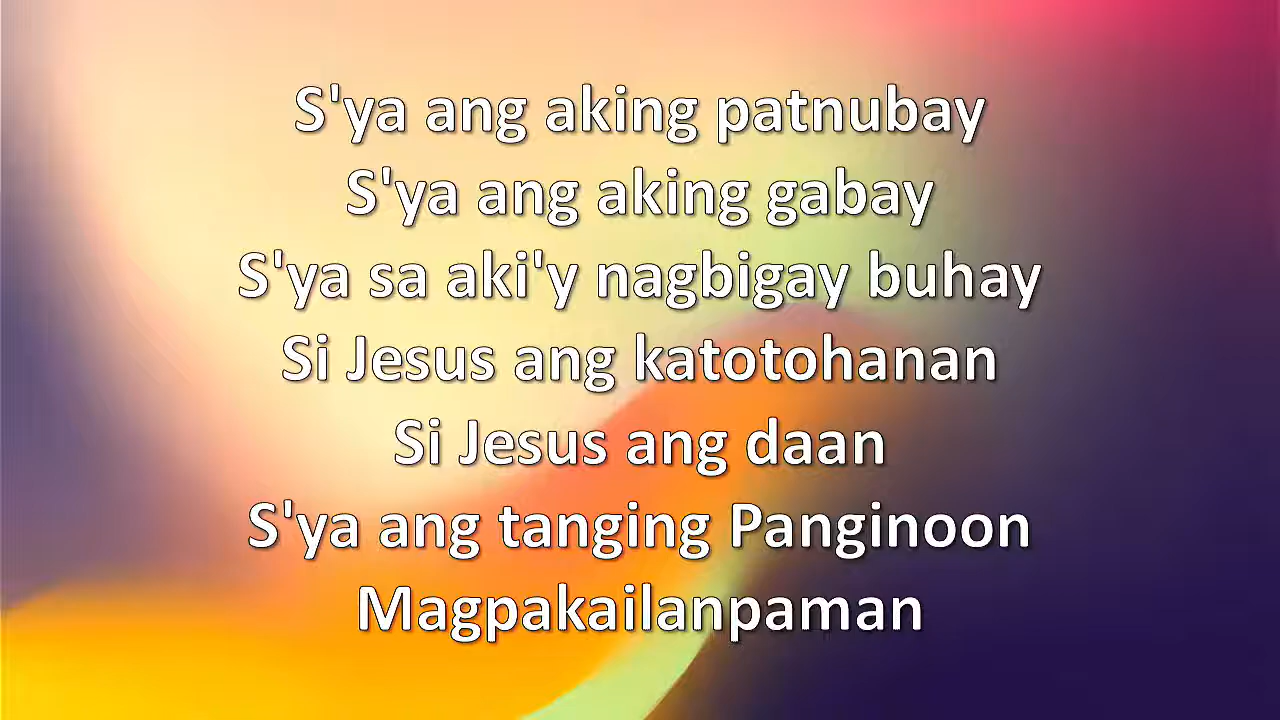 S'ya ang aking patnubay
S'ya ang aking gabay
S'ya sa aki'y nagbigay buhay
Si Jesus ang katotohanan
Si Jesus ang daan
S'ya ang tanging Panginoon
Magpakailanpaman